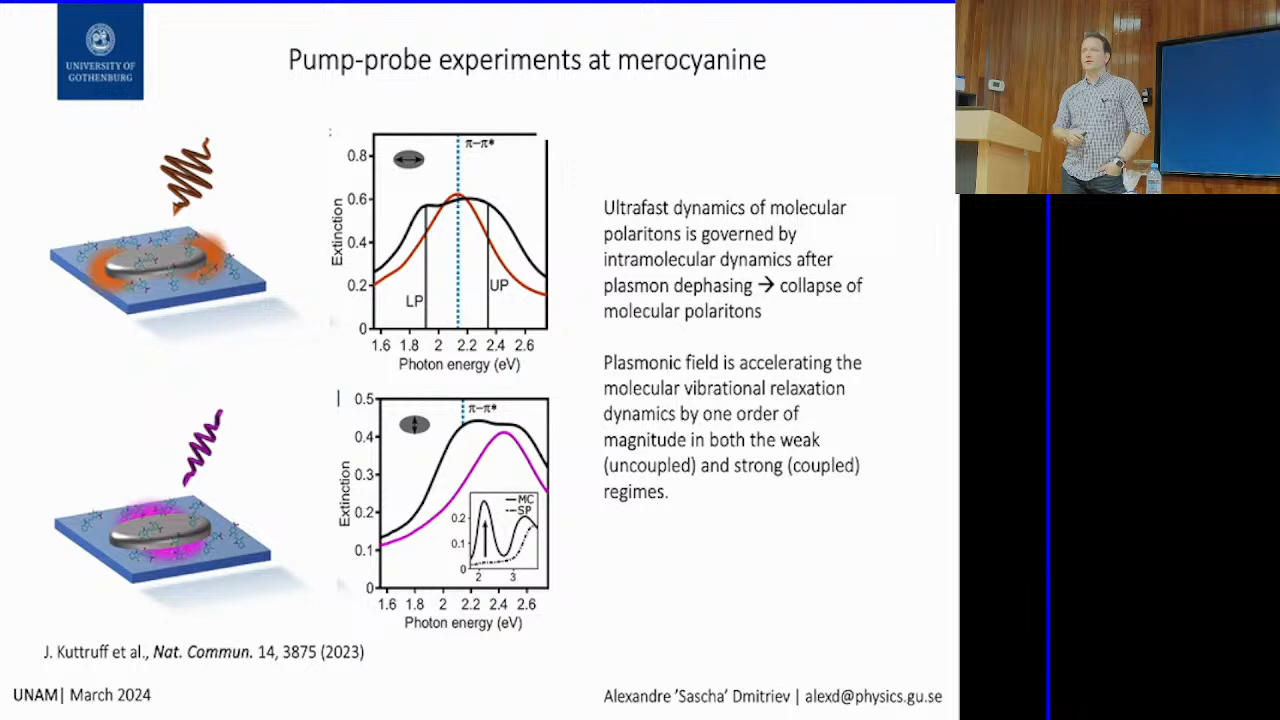 UNIVERSITY OF
GOTHENBURG
Pump-probe experiments at merocyanine
π–π*
0.8
0.6
0.4
0.2
0
Extinction
LP
UP
1.6 1.8 2 2.2 2.4 2.6
Photon energy (eV)
π–π*
0.5
0.4
0.3
0.2
0.1
0
Extinction
MC
SP
0.2
0.1
0
2 3
1.6 1.8 2 2.2 2.4 2.6
Photon energy (eV)
Ultrafast dynamics of molecular
polaritons is governed by
intramolecular dynamics after
plasmon dephasing → collapse of
molecular polaritons
Plasmonic field is accelerating the
molecular vibrational relaxation
dynamics by one order of
magnitude in both the weak
(uncoupled) and strong (coupled)
regimes.
J. Kuttruff et al., Nat. Commun. 14, 3875 (2023)
UNAM| March 2024
Alexandre ’Sascha’ Dmitriev | alexd@physics.gu.se